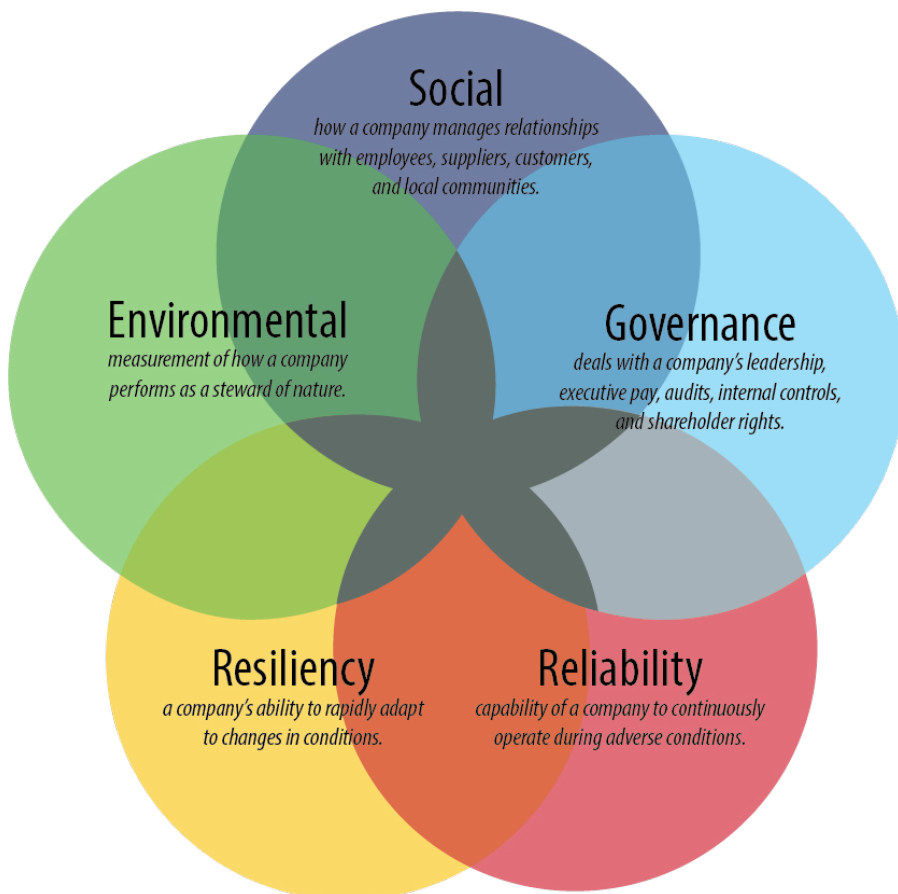 Social
how a company manages relationships
with employees, suppliers, customers,
and local communities.
Environmental
measurement of how a company
performs as a steward of nature.
Governance
deals with a company’s leadership,
executive pay, audits, internal controls,
and shareholder rights.
Resiliency
a company’s ability to rapidly adapt
to changes in conditions.
Reliability
capability of a company to continuously
operate during adverse conditions.